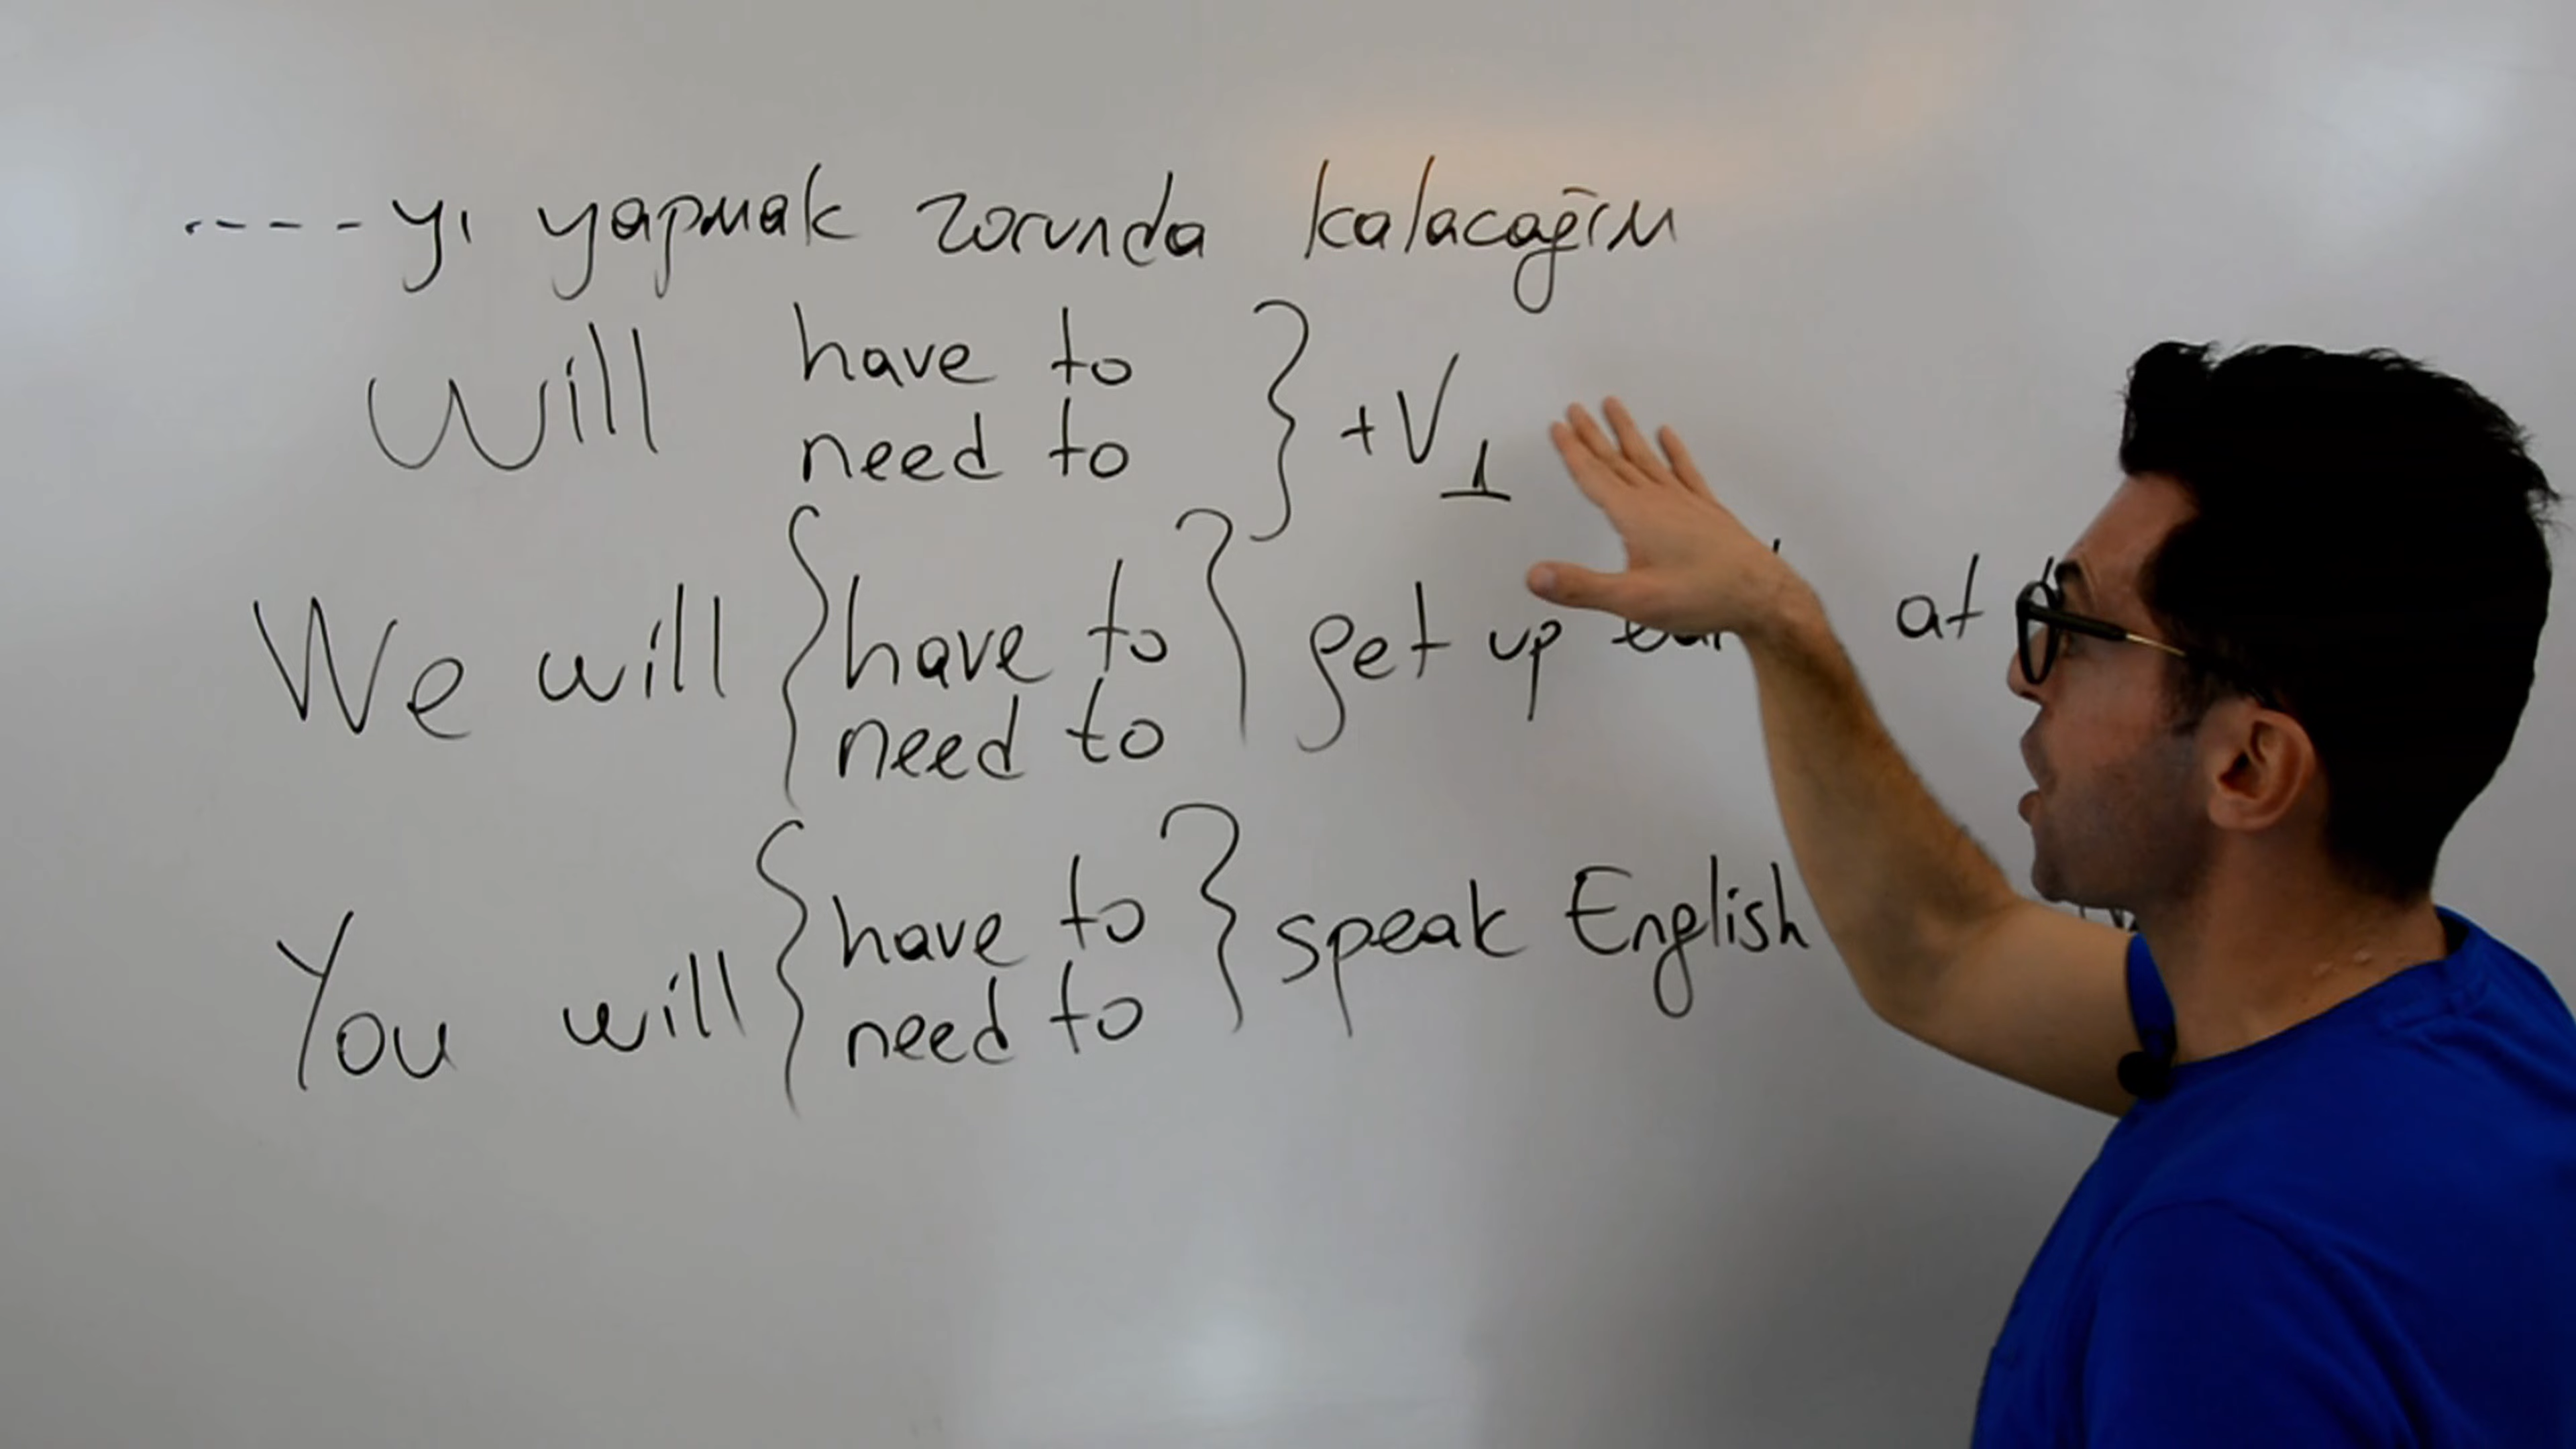 ----yı yapmak zorunda kalacağım
Will have to
need to } +V1
We will { have to
need to } get up at
You will { have to
need to } speak English